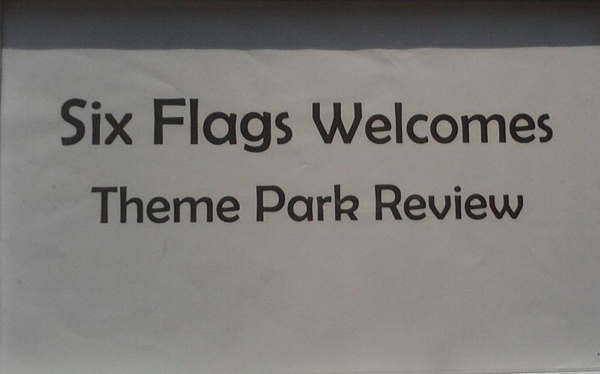 Six Flags Welcomes
Theme Park Review